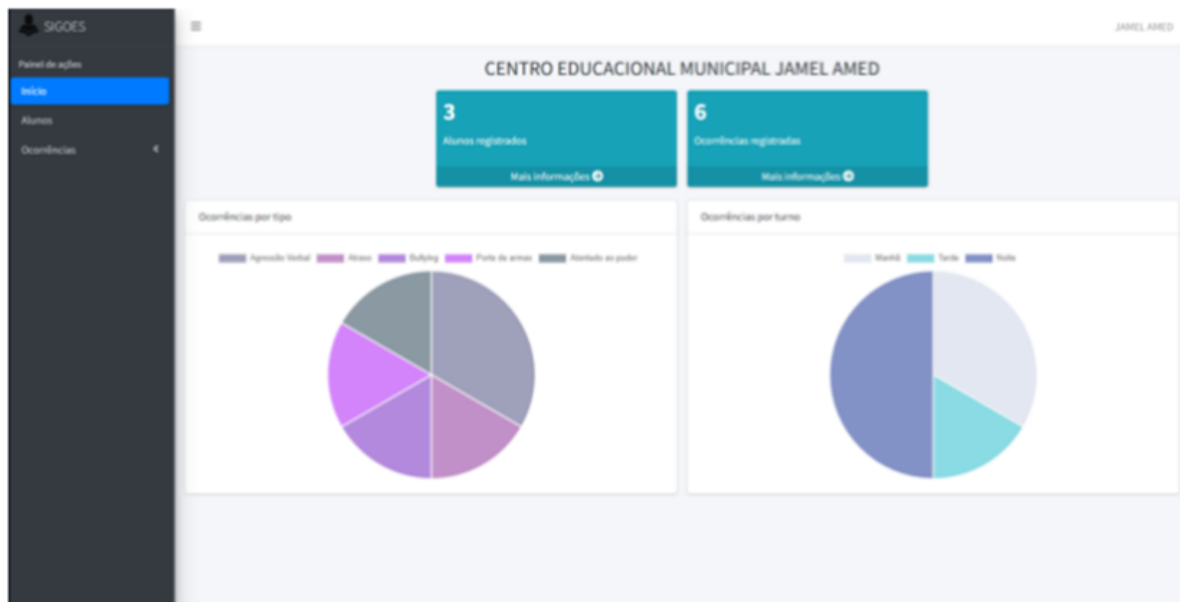 SIGOES
JAMEL AMED
Painel de ações
Início
Alunos
Ocorrências
CENTRO EDUCACIONAL MUNICIPAL JAMEL AMED
3
Alunos registrados
Mais informações
6
Ocorrências registradas
Mais informações
Ocorrências por tipo
Agressão Verbal Atraso Bullying Porte de armas Atentado ao pudor
Ocorrências por turno
Manhã Tarde Noite